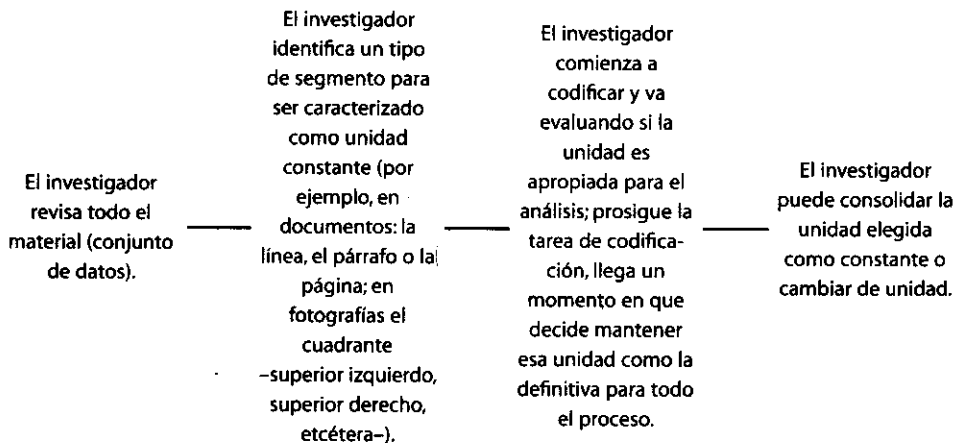 El investigador
revisa todo el
material (conjunto
de datos).
El investigador
identifica un tipo
de segmento para
ser caracterizado
como unidad
constante (por
ejemplo, en
documentos: la
línea, el párrafo o la
página; en
fotografías el
cuadrante
–superior izquierdo,
superior derecho,
etcétera–).
El investigador
comienza a
codificar y va
evaluando si la
unidad es
apropiada para el
análisis; prosigue la
tarea de codifica-
ción, llega un
momento en que
decide mantener
esa unidad como la
definitiva para todo
el proceso.
El investigador
puede consolidar la
unidad elegida
como constante o
cambiar de unidad.